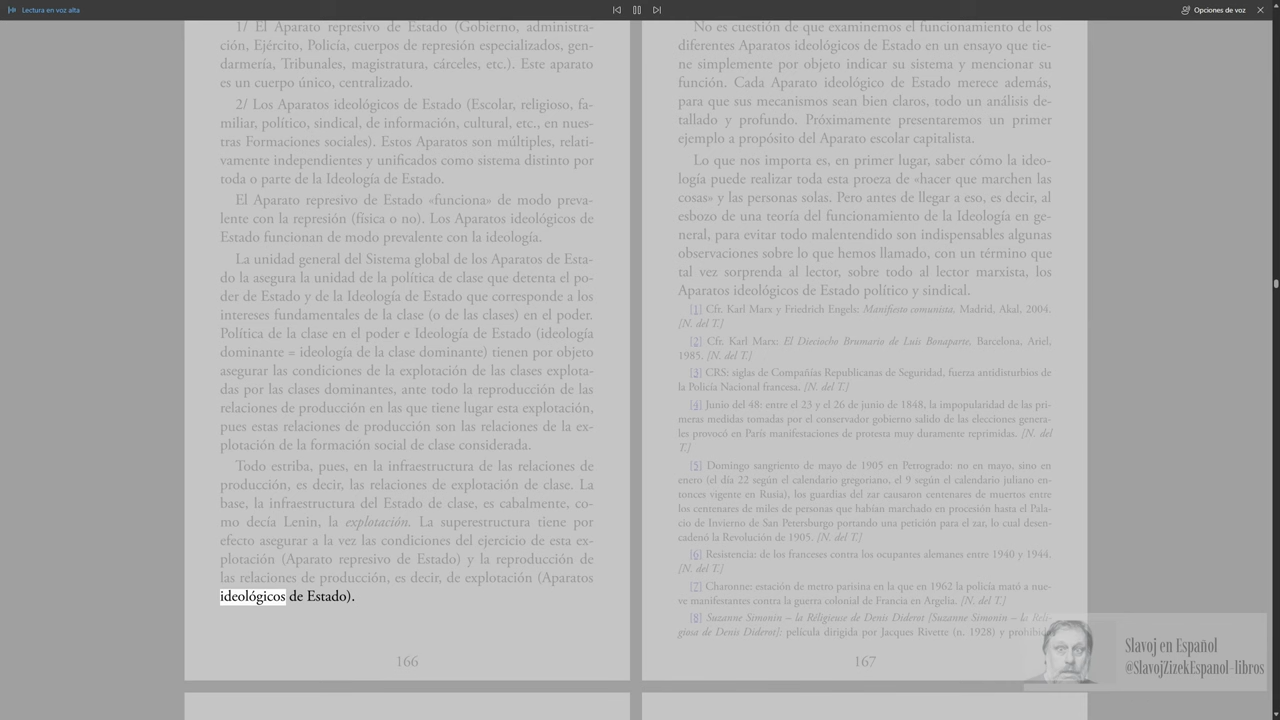 Lectura en voz alta
Opciones de voz
1/ El Aparato represivo de Estado (Gobierno, administra-
ción, Ejército, Policía, cuerpos de represión especializados, gen-
darmería, Tribunales, magistratura, cárceles, etc.). Este aparato
es un cuerpo único, centralizado.
2/ Los Aparatos ideológicos de Estado (Escolar, religioso, fa-
miliar, político, sindical, de información, cultural, etc., en nues-
tras Formaciones sociales). Estos Aparatos son múltiples, relati-
vamente independientes y unificados como sistema distinto por
toda o parte de la Ideología de Estado.
El Aparato represivo de Estado «funciona» de modo preva-
lente con la represión (física o no). Los Aparatos ideológicos de
Estado funcionan de modo prevalente con la ideología.
La unidad general del Sistema global de los Aparatos de Esta-
do la asegura la unidad de la política de clase que detenta el po-
der de Estado y de la Ideología de Estado que corresponde a los
intereses fundamentales de la clase (o de las clases) en el poder.
Política de la clase en el poder e Ideología de Estado (ideología
dominante = ideología de la clase dominante) tienen por objeto
asegurar las condiciones de la explotación de las clases explota-
das por las clases dominantes, ante todo la reproducción de las
relaciones de producción en las que tiene lugar esta explotación,
pues estas relaciones de producción son las relaciones de la ex-
plotación de la formación social de clase considerada.
Todo estriba, pues, en la infraestructura de las relaciones de
producción, es decir, las relaciones de explotación de clase. La
base, la infraestructura del Estado de clase, es cabalmente, co-
mo decía Lenin, la explotación. La superestructura tiene por
efecto asegurar a la vez las condiciones del ejercicio de esta ex-
plotación (Aparato represivo de Estado) y la reproducción de
las relaciones de producción, es decir, de explotación (Aparatos
ideológicos de Estado).
166
No es cuestión de que examinemos el funcionamiento de los
diferentes Aparatos ideológicos de Estado en un ensayo que tie-
ne simplemente por objeto indicar su sistema y mencionar su
función. Cada Aparato ideológico de Estado merece además,
para que sus mecanismos sean bien claros, todo un análisis de-
tallado y profundo. Próximamente presentaremos un primer
ejemplo a propósito del Aparato escolar capitalista.
Lo que nos importa es, en primer lugar, saber cómo la ideo-
logía puede realizar toda esta proeza de «hacer que marchen las
cosas» y las personas solas. Pero antes de llegar a eso, es decir, al
esbozo de una teoría del funcionamiento de la Ideología en ge-
neral, para evitar todo malentendido son indispensables algunas
observaciones sobre lo que hemos llamado, con un término que
tal vez sorprenda al lector, sobre todo al lector marxista, los
Aparatos ideológicos de Estado político y sindical.
[1] Cfr. Karl Marx y Friedrich Engels: Manifiesto comunista, Madrid, Akal, 2004.
[N. del T.]
[2] Cfr. Karl Marx: El Dieciocho Brumario de Luis Bonaparte, Barcelona, Ariel,
1985. [N. del T.]
[3] CRS: siglas de Compañías Republicanas de Seguridad, fuerza antidisturbios de
la Policía Nacional francesa. [N. del T.]
[4] Junio del 48: entre el 23 y el 26 de junio de 1848, la impopularidad de las pri-
meras medidas tomadas por el conservador gobierno salido de las elecciones genera-
les provocó en París manifestaciones de protesta muy duramente reprimidas. [N. del
T.]
[5] Domingo sangriento de mayo de 1905 en Petrogrado: no en mayo, sino en
enero (el día 22 según el calendario gregoriano, el 9 según el calendario juliano en-
tonces vigente en Rusia), los guardias del zar causaron centenares de muertos entre
los centenares de miles de personas que habían marchado en procesión hasta el Pala-
cio de Invierno de San Petersburgo portando una petición para el zar, lo cual desen-
cadenó la Revolución de 1905. [N. del T.]
[6] Resistencia: de los franceses contra los ocupantes alemanes entre 1940 y 1944.
[N. del T.]
[7] Charonne: estación de metro parisina en la que en 1962 la policía mató a nue-
ve manifestantes contra la guerra colonial de Francia en Argelia. [N. del T.]
[8] Suzanne Simonin – la Réligieuse de Denis Diderot [Suzanne Simonin – la Reli-
giosa de Denis Diderot]: película dirigida por Jacques Rivette (n. 1928) y prohibida
167
Slavoj en Español
@SlavojZizekEspanol-libros